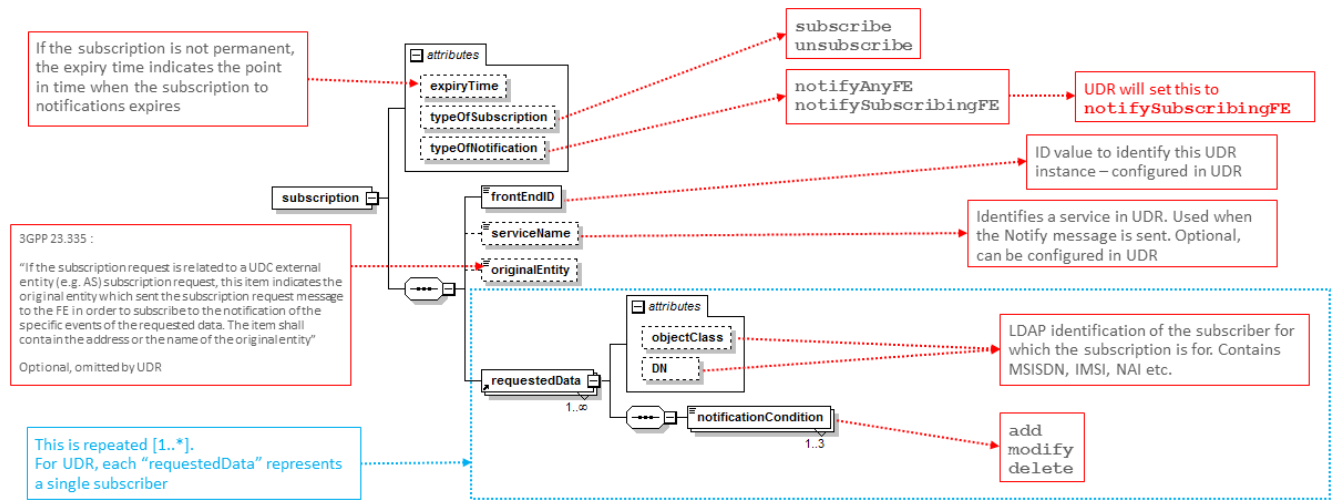 If the subscription is not permanent,
the expiry time indicates the point
in time when the subscription to
notifications expires
attributes
expiryTime
typeOfSubscription
typeOfNotification
subscribe
unsubscribe
notifyAnyFE
notifySubscribingFE
UDR will set this to
notifySubscribingFE
subscription
frontEndID
serviceName
originalEntity
ID value to identify this UDR
instance – configured in UDR
Identifies a service in UDR. Used when
the Notify message is sent. Optional,
can be configured in UDR
3GPP 23.335 :
“If the subscription request is related to a UDC external
entity (e.g. AS) subscription request, this item indicates the
original entity which sent the subscription request message
to the FE in order to subscribe to the notification of the
specific events of the requested data. The item shall
contain the address or the name of the original entity”
Optional, omitted by UDR
attributes
objectClass
DN
LDAP identification of the subscriber for
which the subscription is for. Contains
MSISDN, IMSI, NAI etc.
requestedData
1..∞
notificationCondition
1..3
add
modify
delete
This is repeated [1..*].
For UDR, each “requestedData” represents
a single subscriber